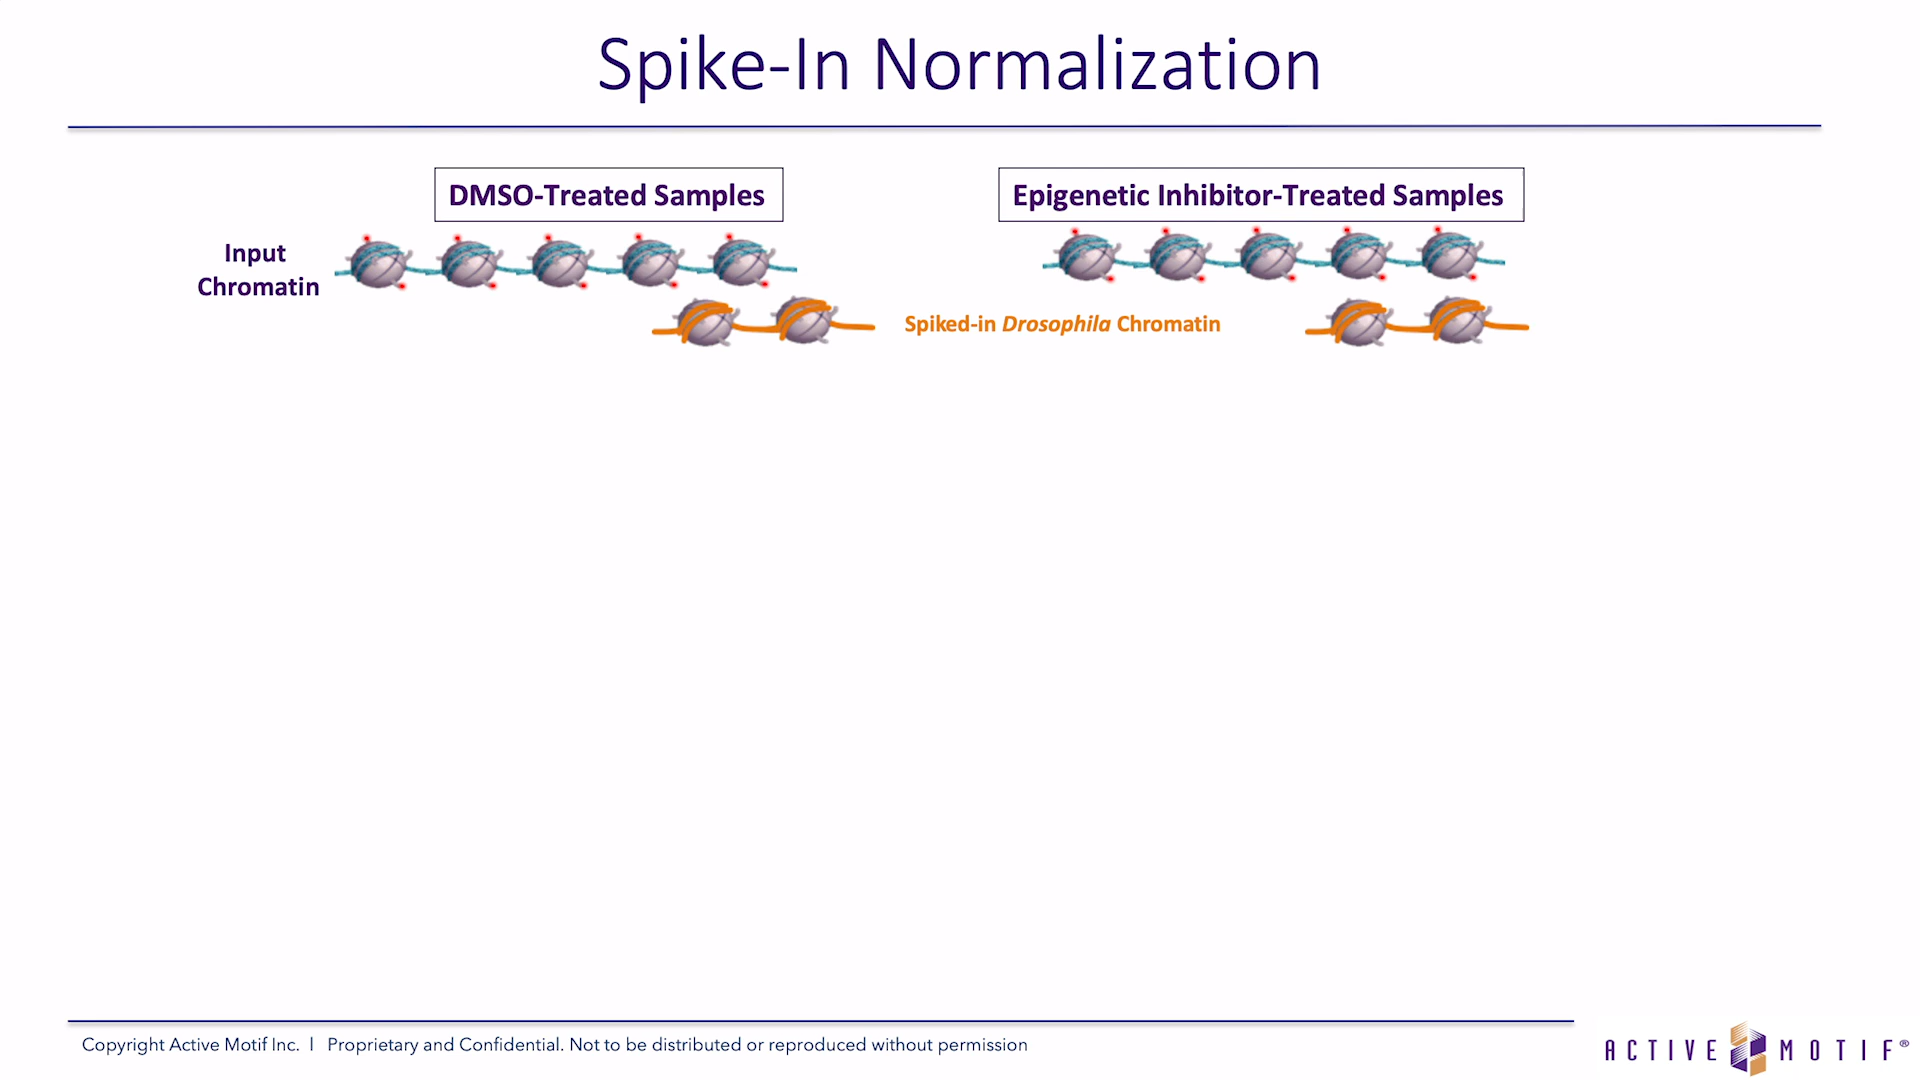 Spike-In Normalization
DMSO-Treated Samples
Epigenetic Inhibitor-Treated Samples
Input
Chromatin
Spiked-in Drosophila Chromatin
Copyright Active Motif Inc. | Proprietary and Confidential. Not to be distributed or reproduced without permission
ACTIVE MOTIF®